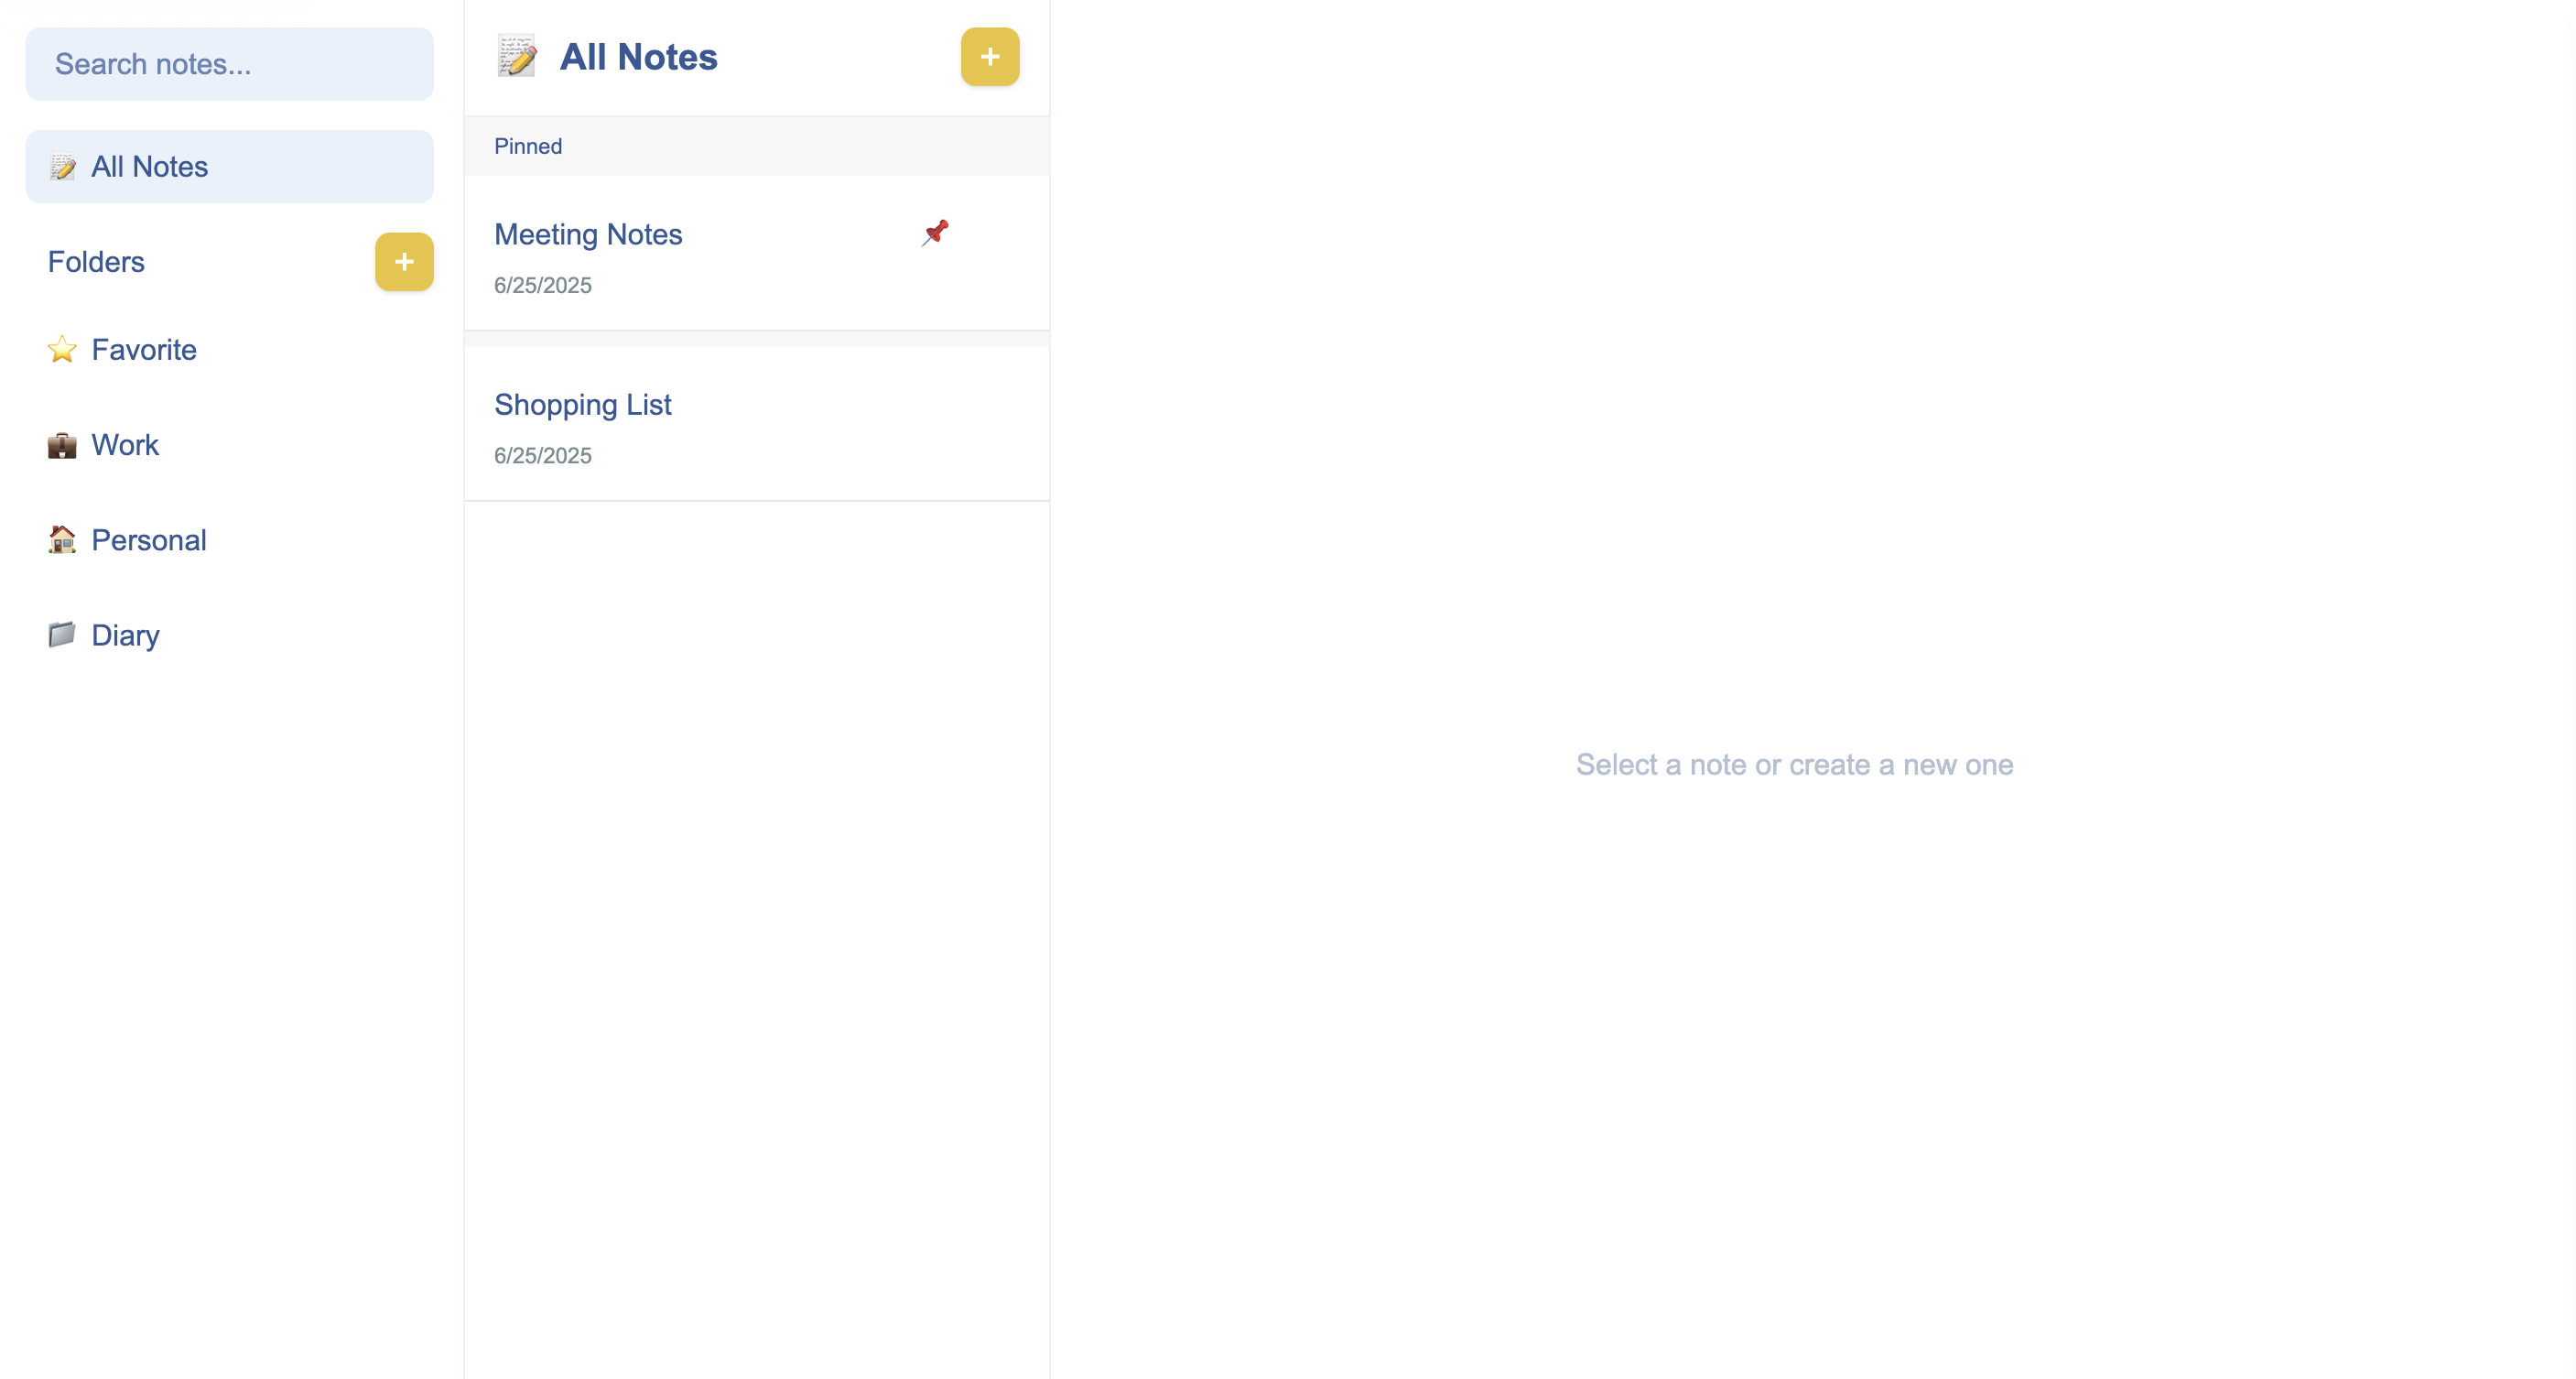 Search notes...
All Notes
Folders
+
Favorite
Work
Personal
Diary
All Notes
+
Pinned
Meeting Notes
6/25/2025
Shopping List
6/25/2025
Select a note or create a new one